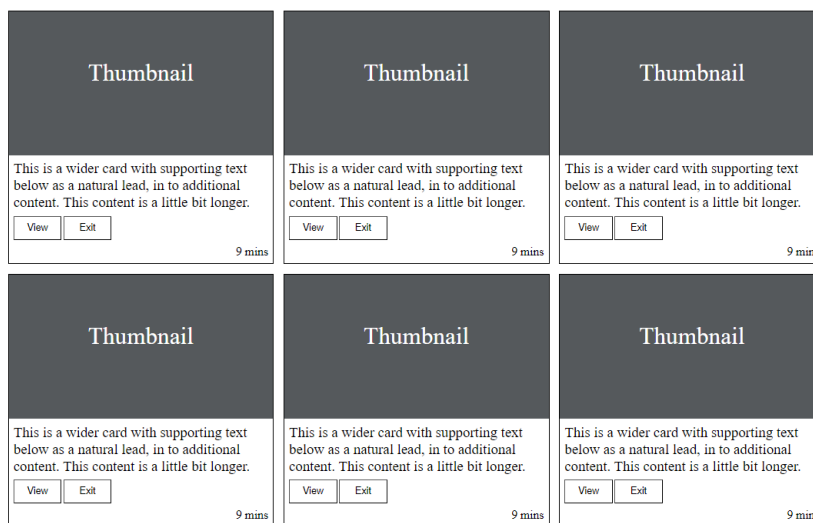 Thumbnail
This is a wider card with supporting text
below as a natural lead, in to additional
content. This content is a little bit longer.
View Exit
9 mins
Thumbnail
This is a wider card with supporting text
below as a natural lead, in to additional
content. This content is a little bit longer.
View Exit
9 mins
Thumbnail
This is a wider card with supporting text
below as a natural lead, in to additional
content. This content is a little bit longer.
View Exit
9 min
Thumbnail
This is a wider card with supporting text
below as a natural lead, in to additional
content. This content is a little bit longer.
View Exit
9 mins
Thumbnail
This is a wider card with supporting text
below as a natural lead, in to additional
content. This content is a little bit longer.
View Exit
9 mins
Thumbnail
This is a wider card with supporting text
below as a natural lead, in to additional
content. This content is a little bit longer.
View Exit
9 min